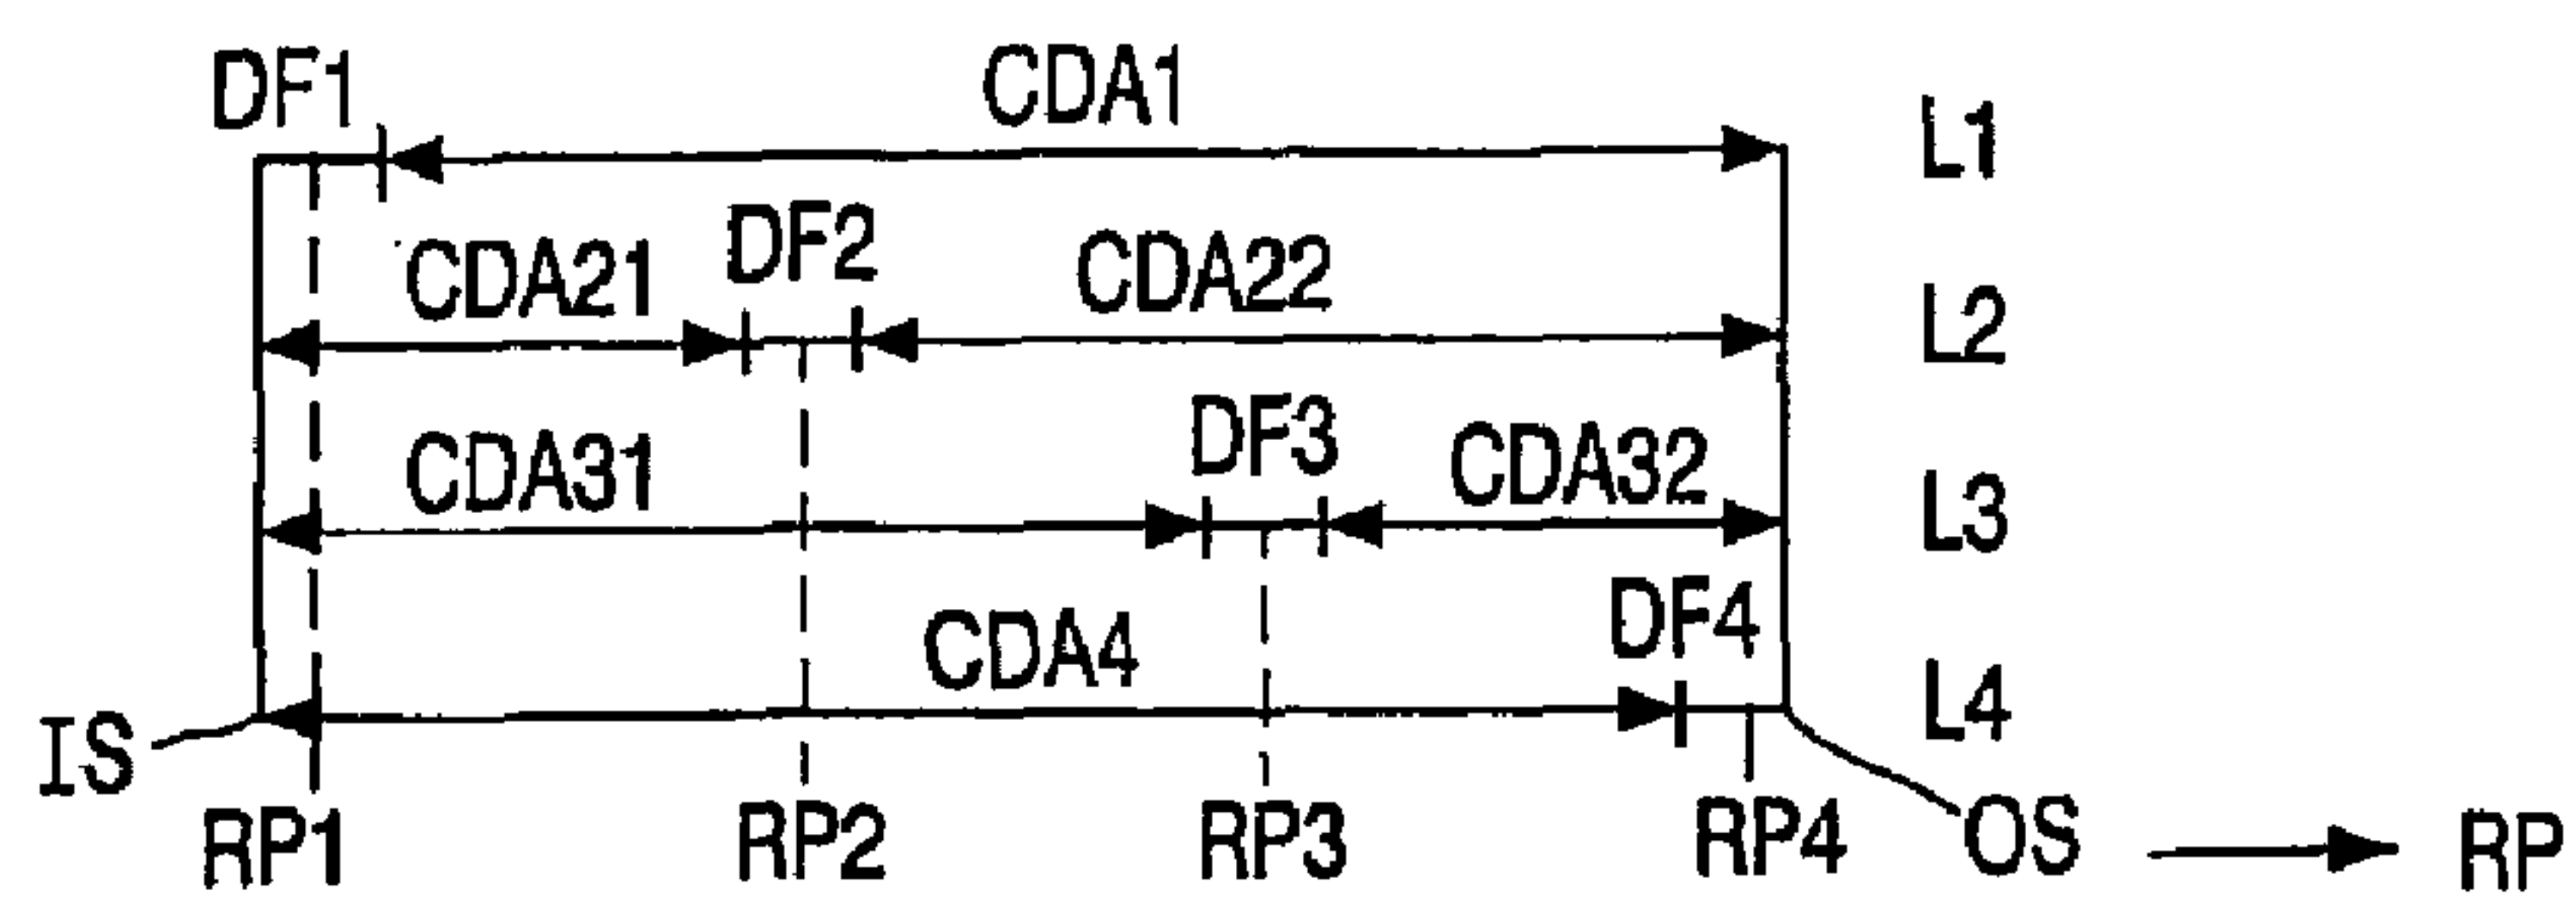 DF1 CDA1 L1
CDA21 DF2 CDA22 L2
CDA31 DF3 CDA32 L3
CDA4 DF4 L4
IS
RP1 RP2 RP3 RP4 OS RP